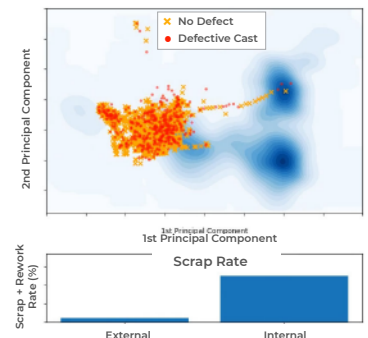 × No Defect
Defective Cast
2nd Principal Component
1st Principal Component
1st Principal Component
Scrap Rate
Scrap + Rework
Rate (%)
External
Internal